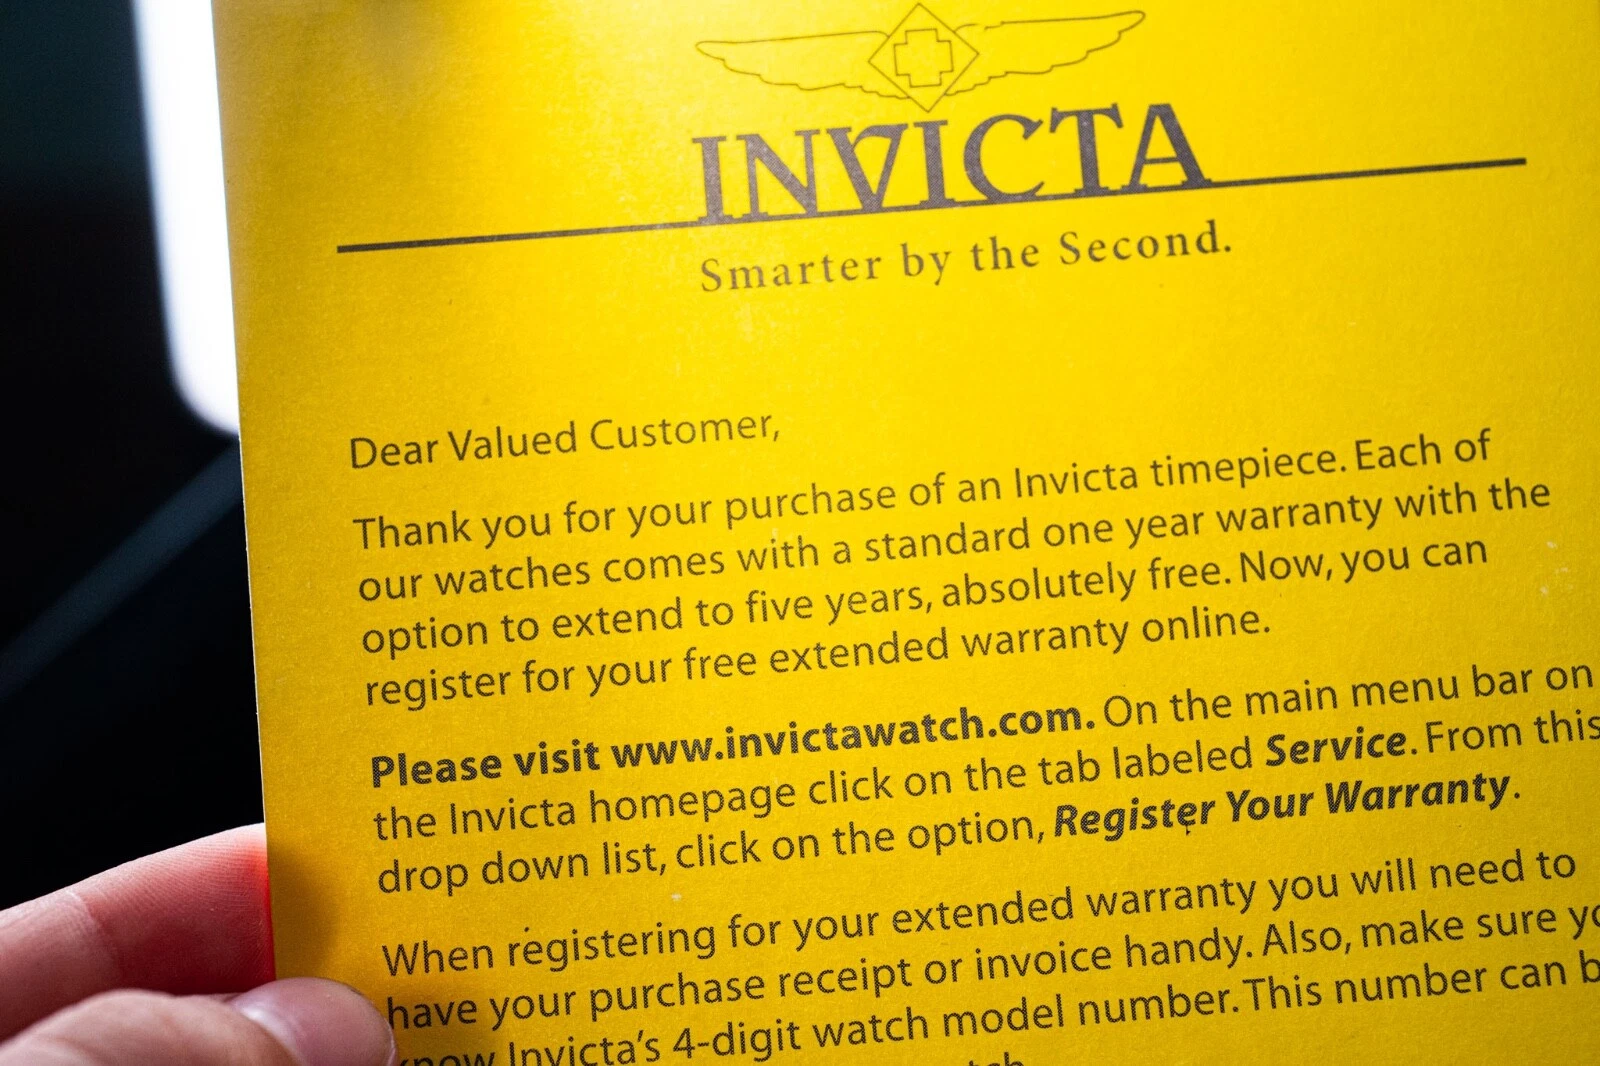 INVICTA
Smarter by the Second.
Dear Valued Customer,
Thank you for your purchase of an Invicta timepiece. Each of
our watches comes with a standard one year warranty with the
option to extend to five years, absolutely free. Now, you can
register for your free extended warranty online.
Please visit www.invictawatch.com. On the main menu bar on
the Invicta homepage click on the tab labeled Service. From this
drop down list, click on the option, Register Your Warranty.
When registering for your extended warranty you will need to
have your purchase receipt or invoice handy. Also, make sure
know Invicta's 4-digit watch model number. This number can